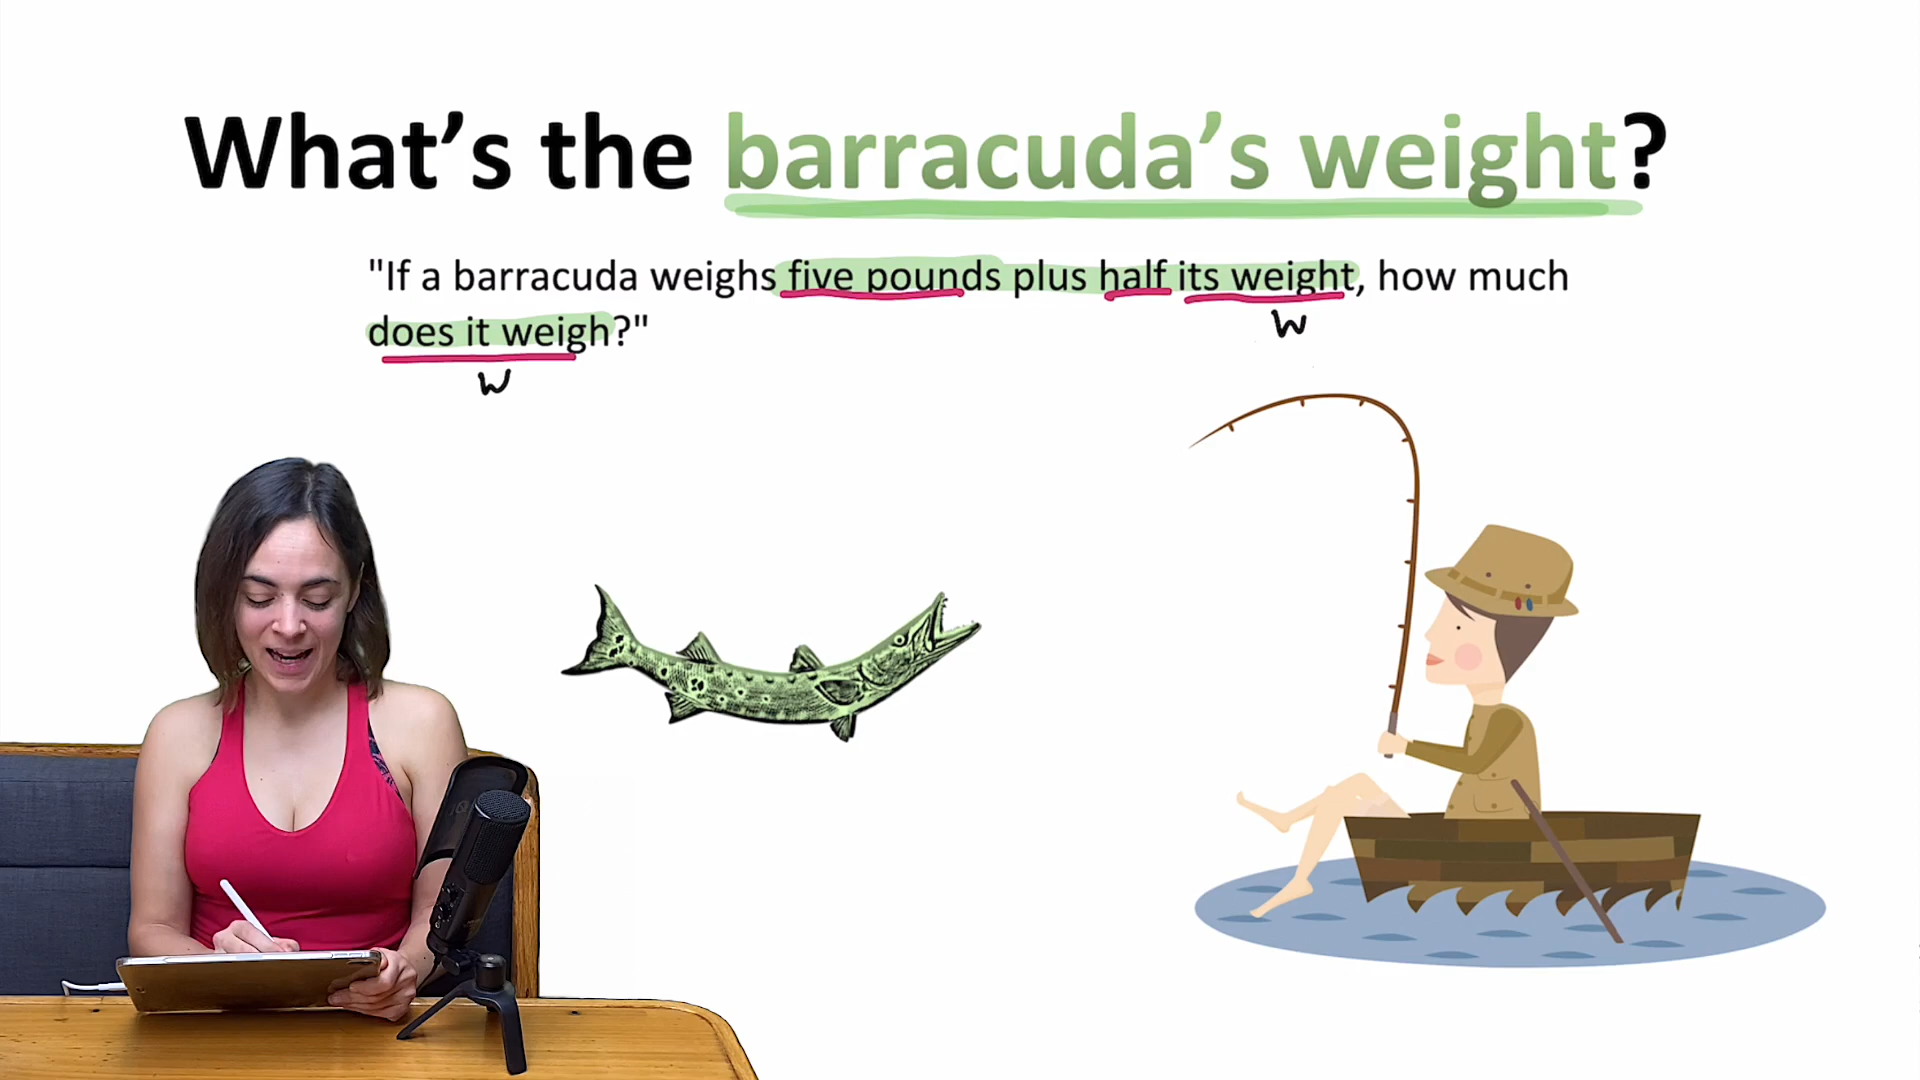 What's the barracuda's weight?
"If a barracuda weighs five pounds plus half its weight, how much
W
does it weigh?"
W